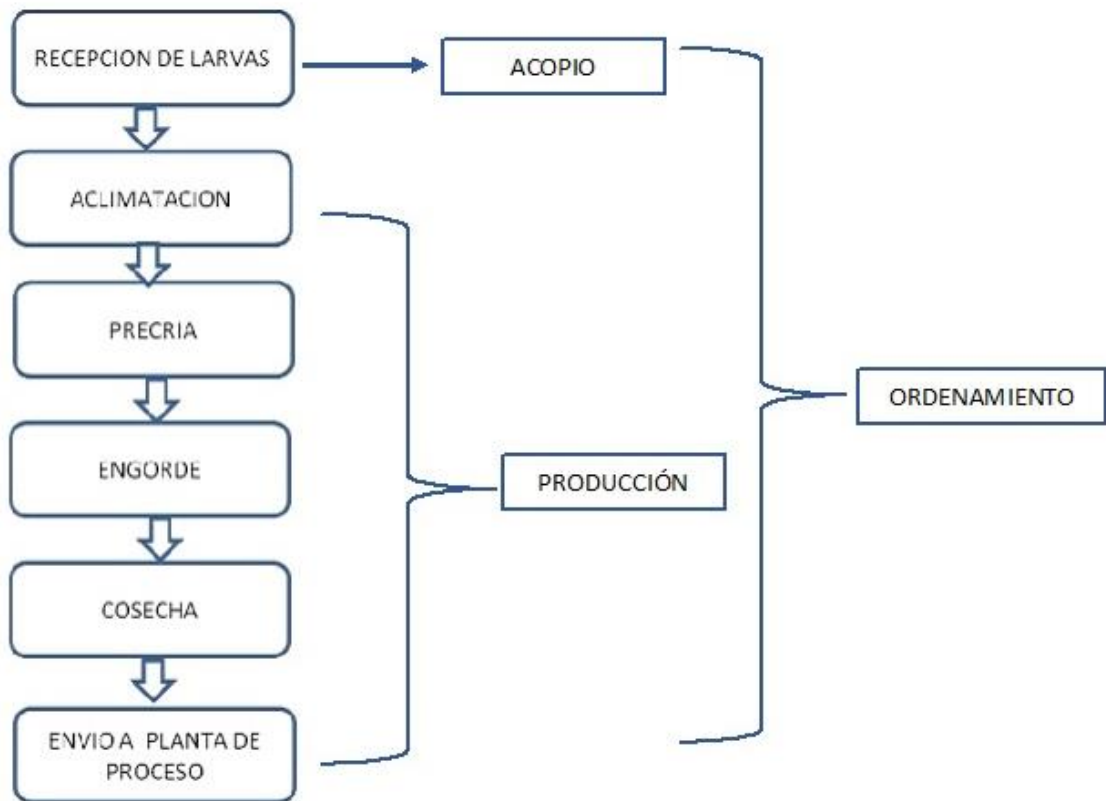 RECEPCION DE LARVAS
ACOPIO
ACLIMATACION
PRECRIA
ORDENAMIENTO
ENGORDE
PRODUCCIÓN
COSECHA
ENVIO A PLANTA DE
PROCESO